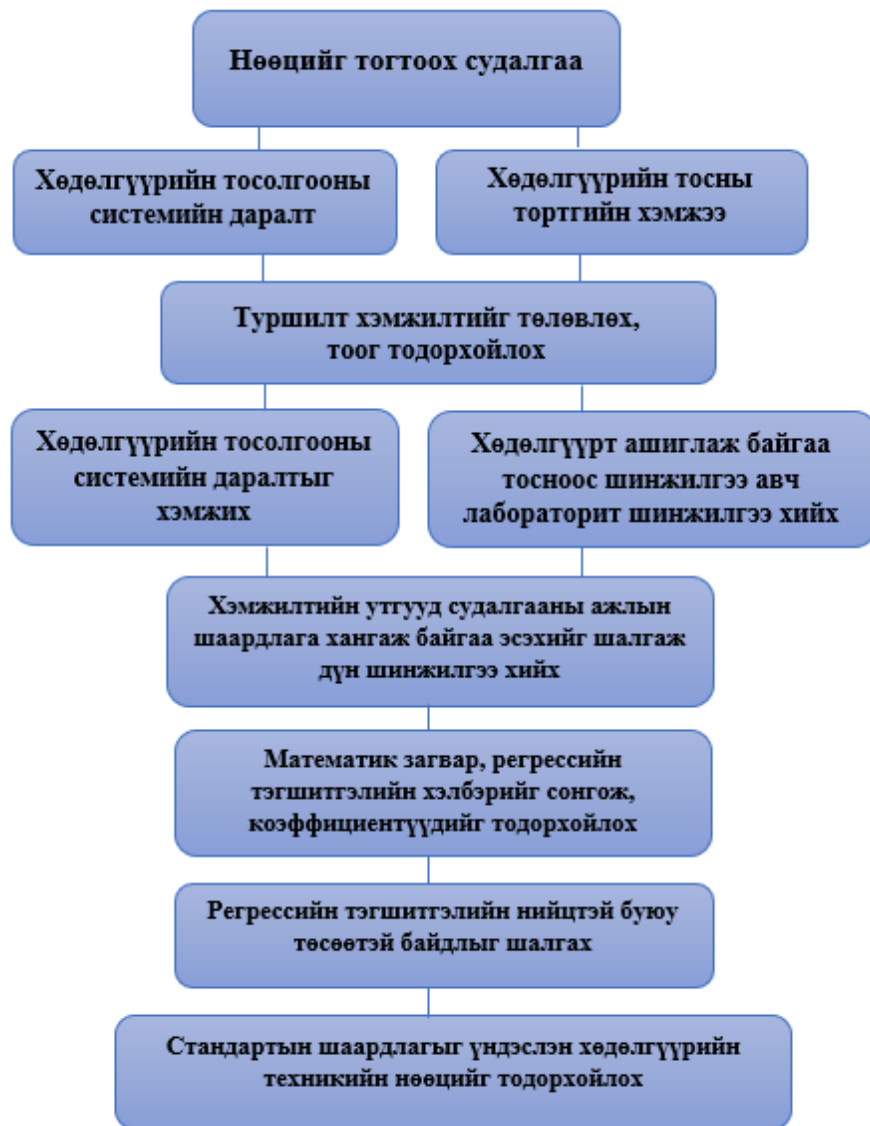 Нөөцийг тогтоох судалгаа
Хөдөлгүүрийн тосолгооны
системийн даралт
Хөдөлгүүрийн тосны
тортгийн хэмжээ
Туршилт хэмжилтийг төлөвлөх,
тоог тодорхойлох
Хөдөлгүүрийн тосолгооны
системийн даралтыг
хэмжих
Хөдөлгүүрт ашиглаж байгаа
тосноос шинжилгээ авч
лабораторит шинжилгээ хийх
Хэмжилтийн утгууд судалгааны ажлын
шаардлага хангаж байгаа эсэхийг шалгаж
дүн шинжилгээ хийх
Математик загвар, регрессийн
тэгшитгэлийн хэлбэрийг сонгож,
коэффициентүүдийг тодорхойлох
Регрессийн тэгшитгэлийн нийцтэй буюу
төсөөтэй байдлыг шалгах
Стандартын шаардлагыг үндэслэн хөдөлгүүрийн
техникийн нөөцийг тодорхойлох